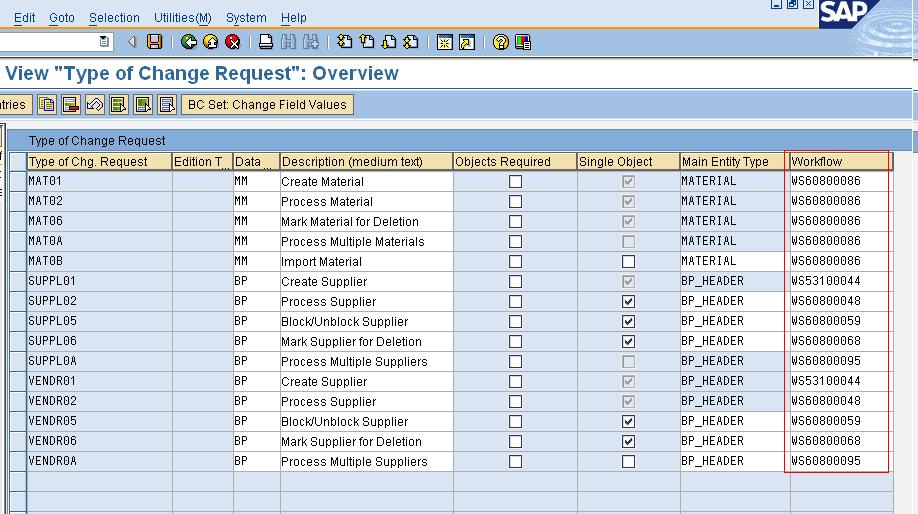 Edit Goto Selection Utilities(M) System Help
SAP
View "Type of Change Request": Overview
ntries BC Set: Change Field Values
Type of Change Request
Type of Chg. Request Edition T... Data ... Description (medium text) Objects Required Single Object Main Entity Type Workflow
MAT01 MM Create Material MATERIAL WS60800086
MAT02 MM Process Material MATERIAL WS60800086
MAT06 MM Mark Material for Deletion MATERIAL WS60800086
MAT0A MM Process Multiple Materials MATERIAL WS60800086
MAT0B MM Import Material MATERIAL WS60800086
SUPPL01 BP Create Supplier BP_HEADER WS53100044
SUPPL02 BP Process Supplier BP_HEADER WS60800048
SUPPL05 BP Block/Unblock Supplier BP_HEADER WS60800059
SUPPL06 BP Mark Supplier for Deletion BP_HEADER WS60800068
SUPPL0A BP Process Multiple Suppliers BP_HEADER WS60800095
VENDR01 BP Create Supplier BP_HEADER WS53100044
VENDR02 BP Process Supplier BP_HEADER WS60800048
VENDR05 BP Block/Unblock Supplier BP_HEADER WS60800059
VENDR06 BP Mark Supplier for Deletion BP_HEADER WS60800068
VENDR0A BP Process Multiple Suppliers BP_HEADER WS60800095